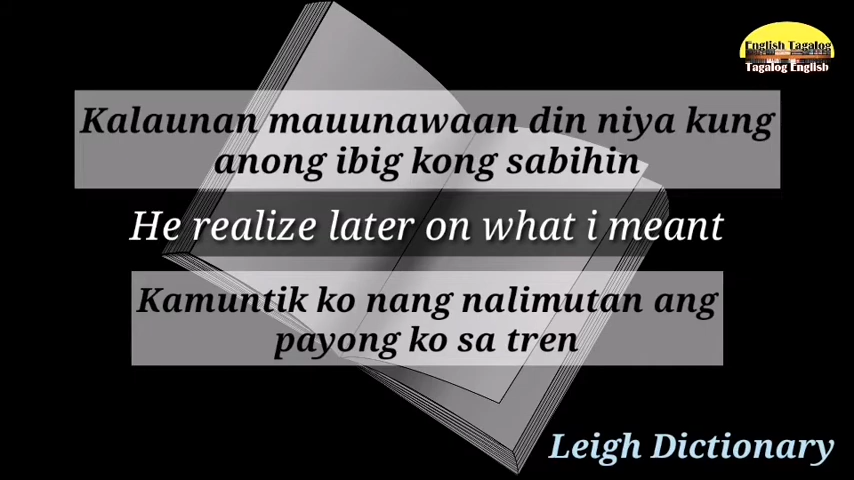 English Tagalog
Tagalog English
Kalaunan mauunawaan din niya kung
anong ibig kong sabihin
He realize later on what i meant
Kamuntik ko nang nalimutan ang
payong ko sa tren
Leigh Dictionary